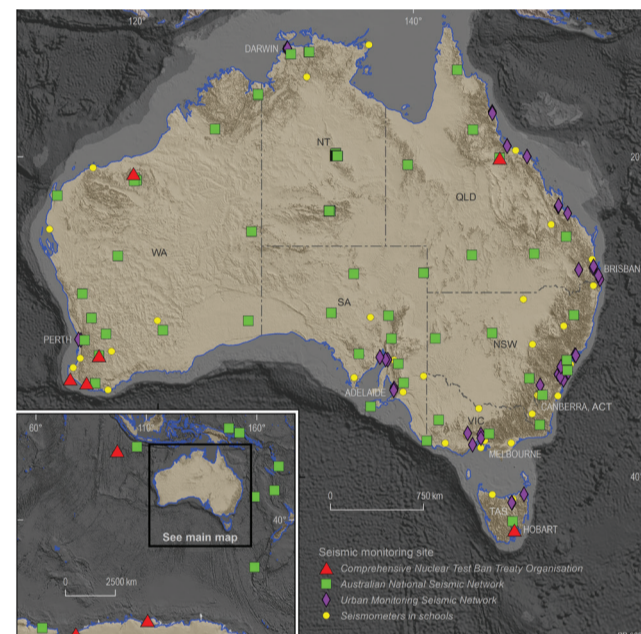 120°
140°
DARWIN
NT
20°
QLD
WA
BRISBAN
SA
PERTH
NSW
ADELAIDE
CANBERRA, ACT
VIC
MELBOURNE
60°
110°
160°
40°
0
750 km
TAS
HOBART
See main map
40°
0
2500 km
Seismic monitoring site
Comprehensive Nuclear Test Ban Treaty Organisation
Australian National Seismic Network
Urban Monitoring Seismic Network
Seismometers in schools